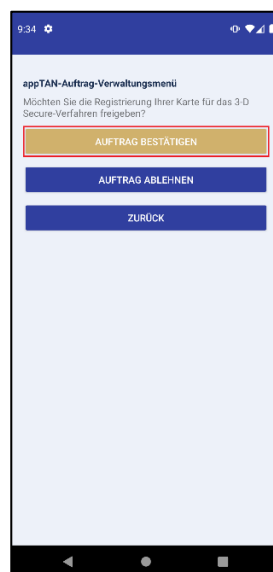 9:34
appTAN-Auftrag-Verwaltungsmenü
Möchten Sie die Registrierung Ihrer Karte für das 3-D
Secure-Verfahren freigeben?
AUFTRAG BESTÄTIGEN
AUFTRAG ABLEHNEN
ZURÜCK